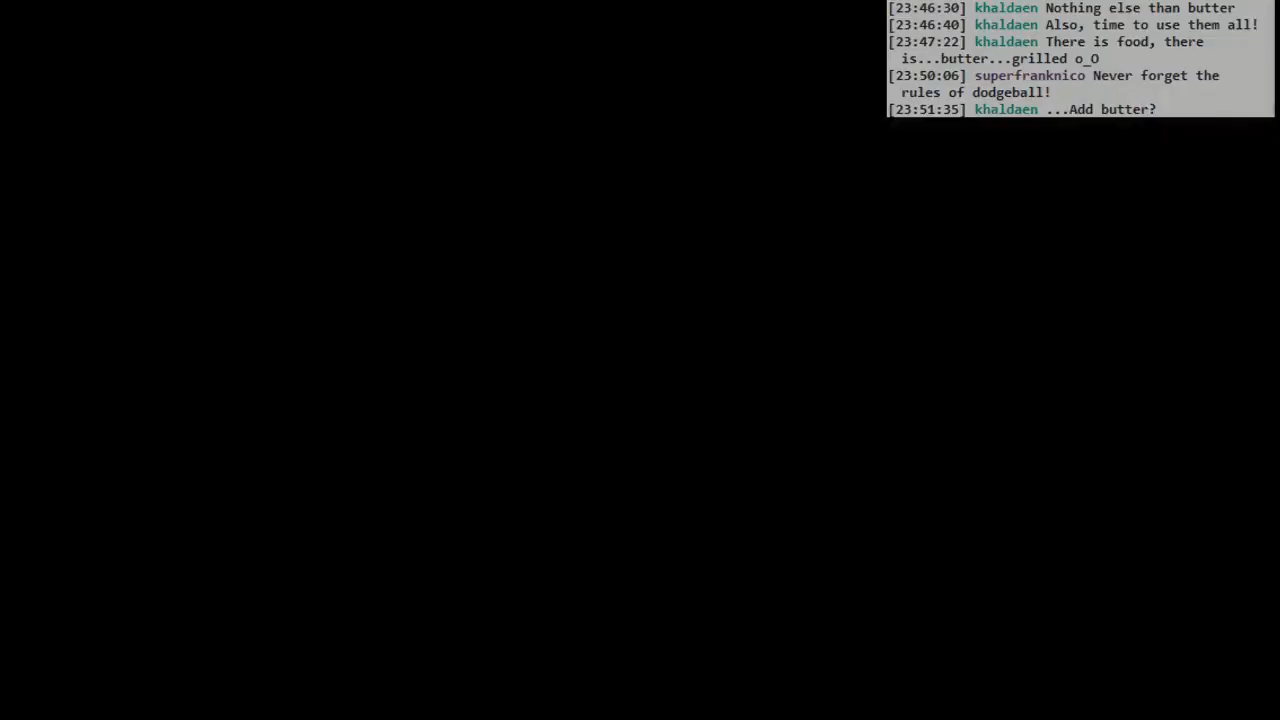 [23:46:30] khaldaen Nothing else than butter
[23:46:40] khaldaen Also, time to use them all!
[23:47:22] khaldaen There is food, there
is...butter...grilled o_O
[23:50:06] superfranknico Never forget the
rules of dodgeball!
[23:51:35] khaldaen ...Add butter?